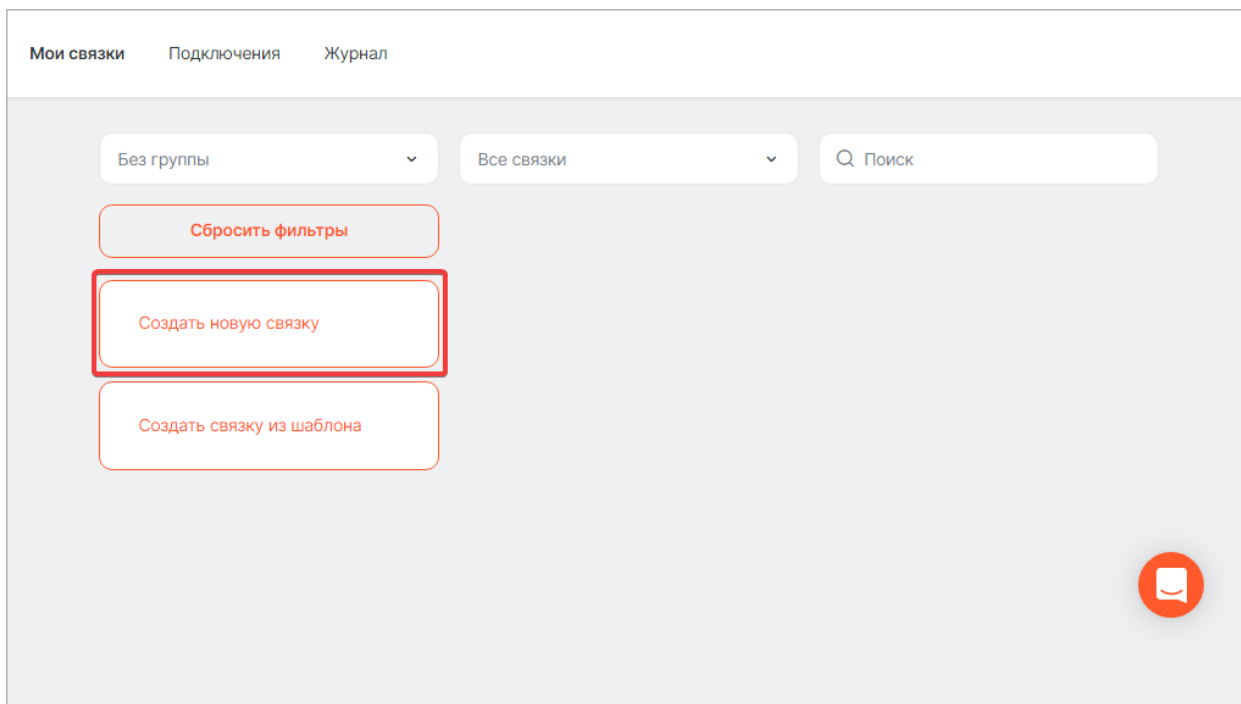 Мои связки Подключения Журнал
Без группы Все связки Поиск
Сбросить фильтры
Создать новую связку
Создать связку из шаблона